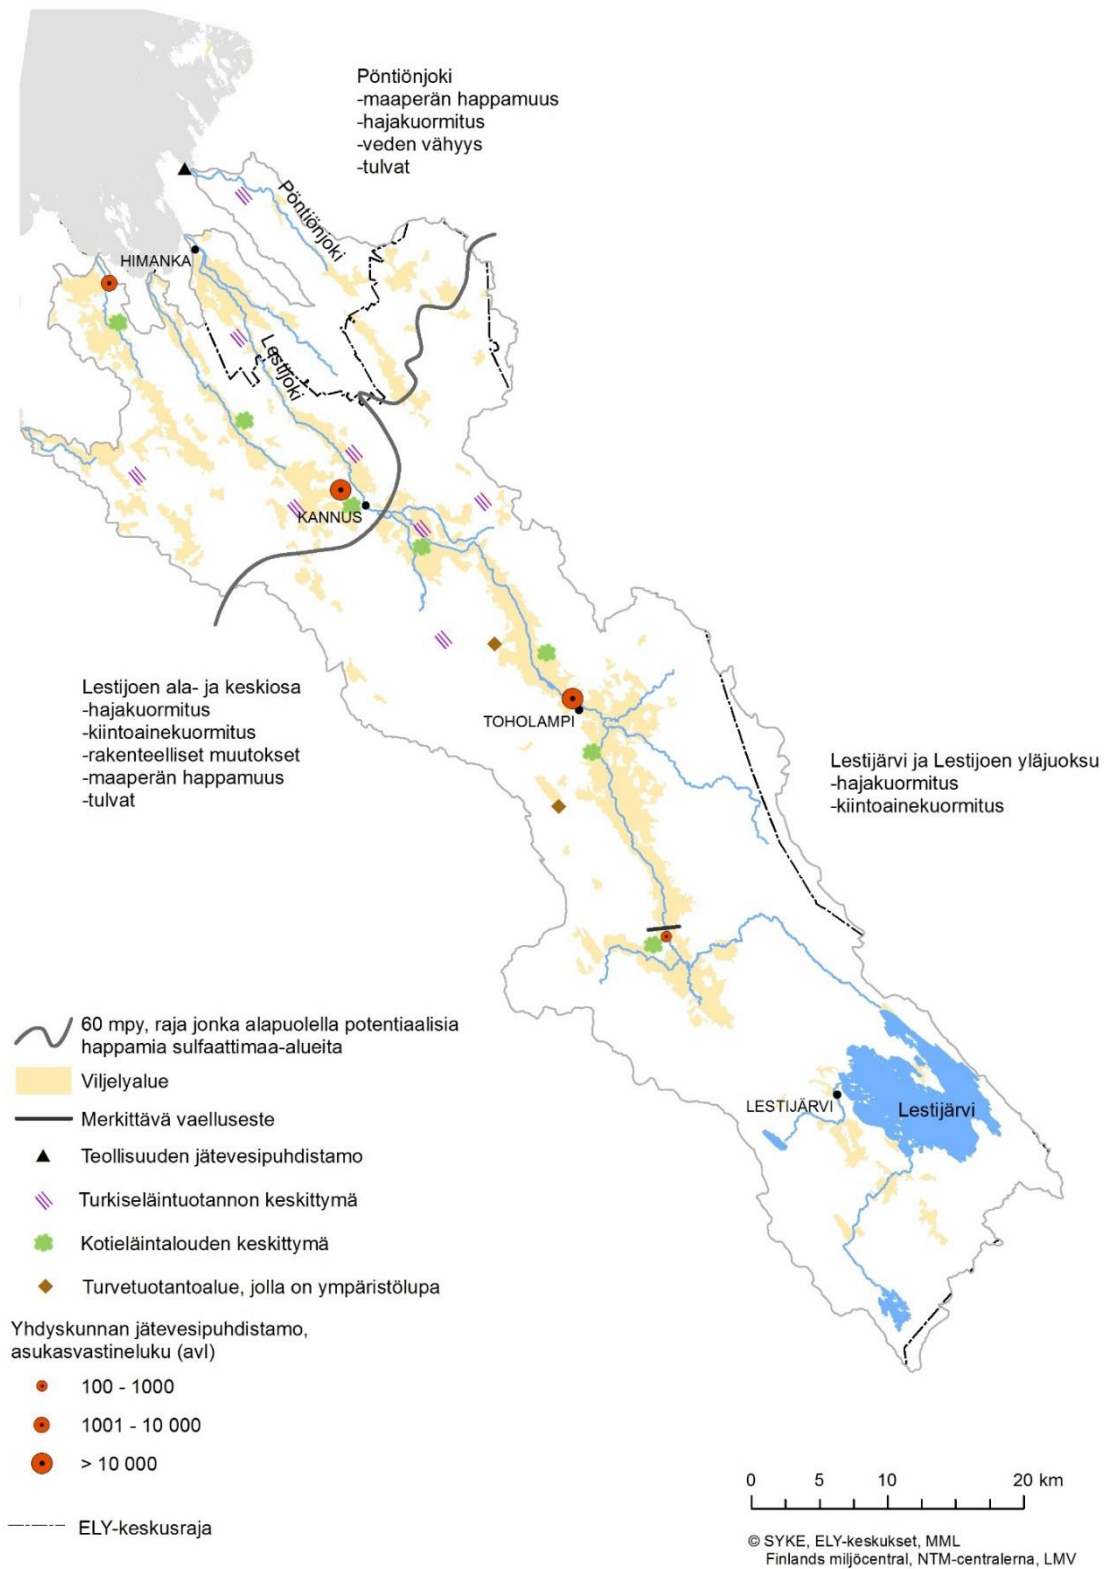 Pöntiönjoki
-maaperän happamuus
-hajakuormitus
-veden vähyys
-tulvat
Pöntiönjoki
HIMANKA
Lestijoki
KANNUS
Lestijoen ala- ja keskiosa
-hajakuormitus
-kiintoainekuormitus
-rakenteelliset muutokset
-maaperän happamuus
-tulvat
TOHOLAMPI
Lestijärvi ja Lestijoen yläjuoksu
-hajakuormitus
-kiintoainekuormitus
LESTIJÄRVI
Lestijärvi
60 mpy, raja jonka alapuolella potentiaalisia
happamia sulfaattimaa-alueita
Viljelyalue
Merkittävä vaelluseste
Teollisuuden jätevesipuhdistamo
Turkiseläintuotannon keskittymä
Kotieläintalouden keskittymä
Turvetuotantoalue, jolla on ympäristölupa
Yhdyskunnan jätevesipuhdistamo,
asukasvastineluku (avl)
100 - 1000
1001 - 10 000
> 10 000
ELY-keskusraja
0 5 10 20 km
© SYKE, ELY-keskukset, MML
Finlands miljöcentral, NTM-centralerna, LMV